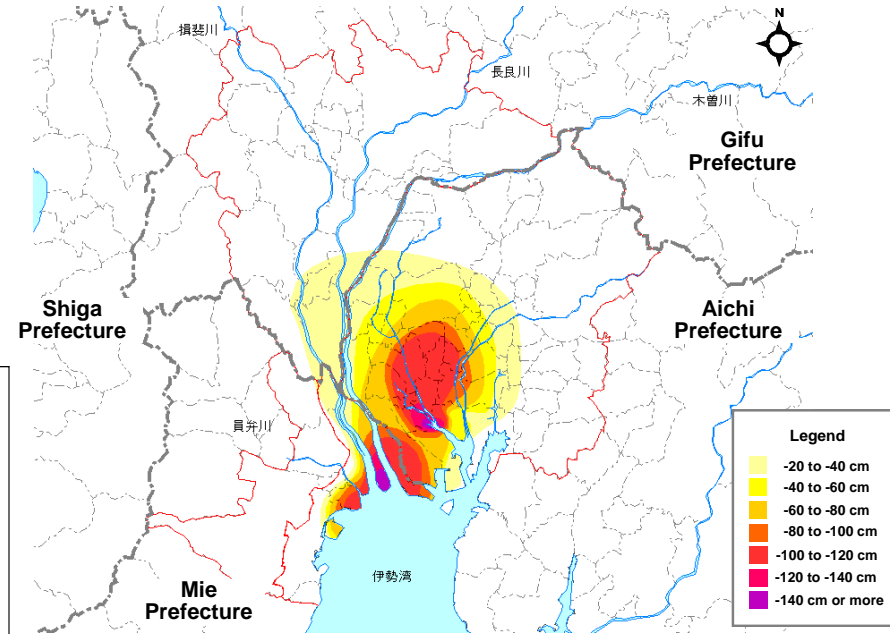 N
揖斐川
長良川
木曽川
Gifu
Prefecture
Shiga
Prefecture
Aichi
Prefecture
員弁川
伊勢湾
Mie
Prefecture
Legend
-20 to -40 cm
-40 to -60 cm
-60 to -80 cm
-80 to -100 cm
-100 to -120 cm
-120 to -140 cm
-140 cm or more